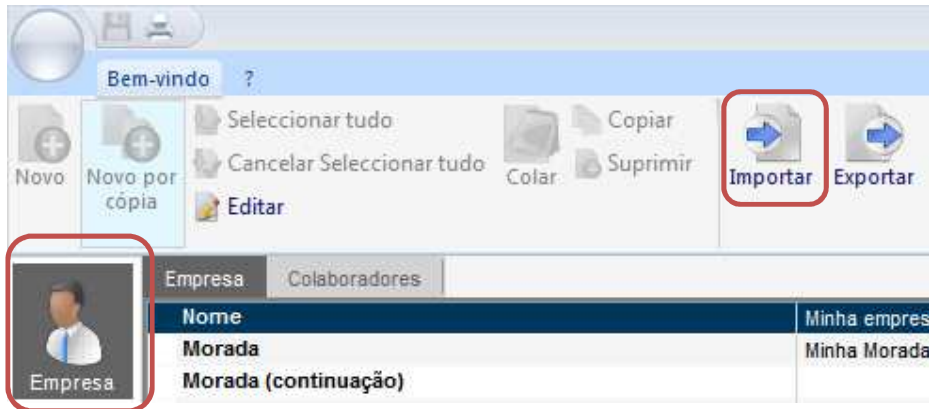 Bem-vindo ?
Novo
Novo por
cópia
Seleccionar tudo
Cancelar Seleccionar tudo
Editar
Colar
Copiar
Suprimir
Importar
Exportar
Empresa
Empresa Colaboradores
Nome Minha empres
Morada Minha Morada
Morada (continuação)